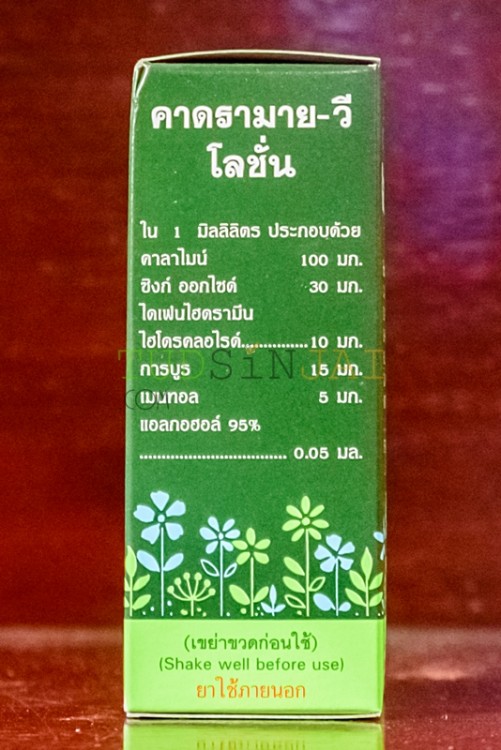 คาดรามาย-วี
โลชั่น
ใน 1 มิลลิลิตร ประกอบด้วย
คาลาไมน์ 100 มก.
ซิงก์ ออกไซด์ 30 มก.
ไดเฟนไฮดรามีน
ไฮโดรคลอไรด์...............10 มก.
การบูร 15 มก.
เมนทอล 5 มก.
แอลกอฮอล์ 95%
.................................. 0.05 มล.
TUDSiNJAI
.COM
(เขย่าขวดก่อนใช้)
(Shake well before use)
ยาใช้ภายนอก